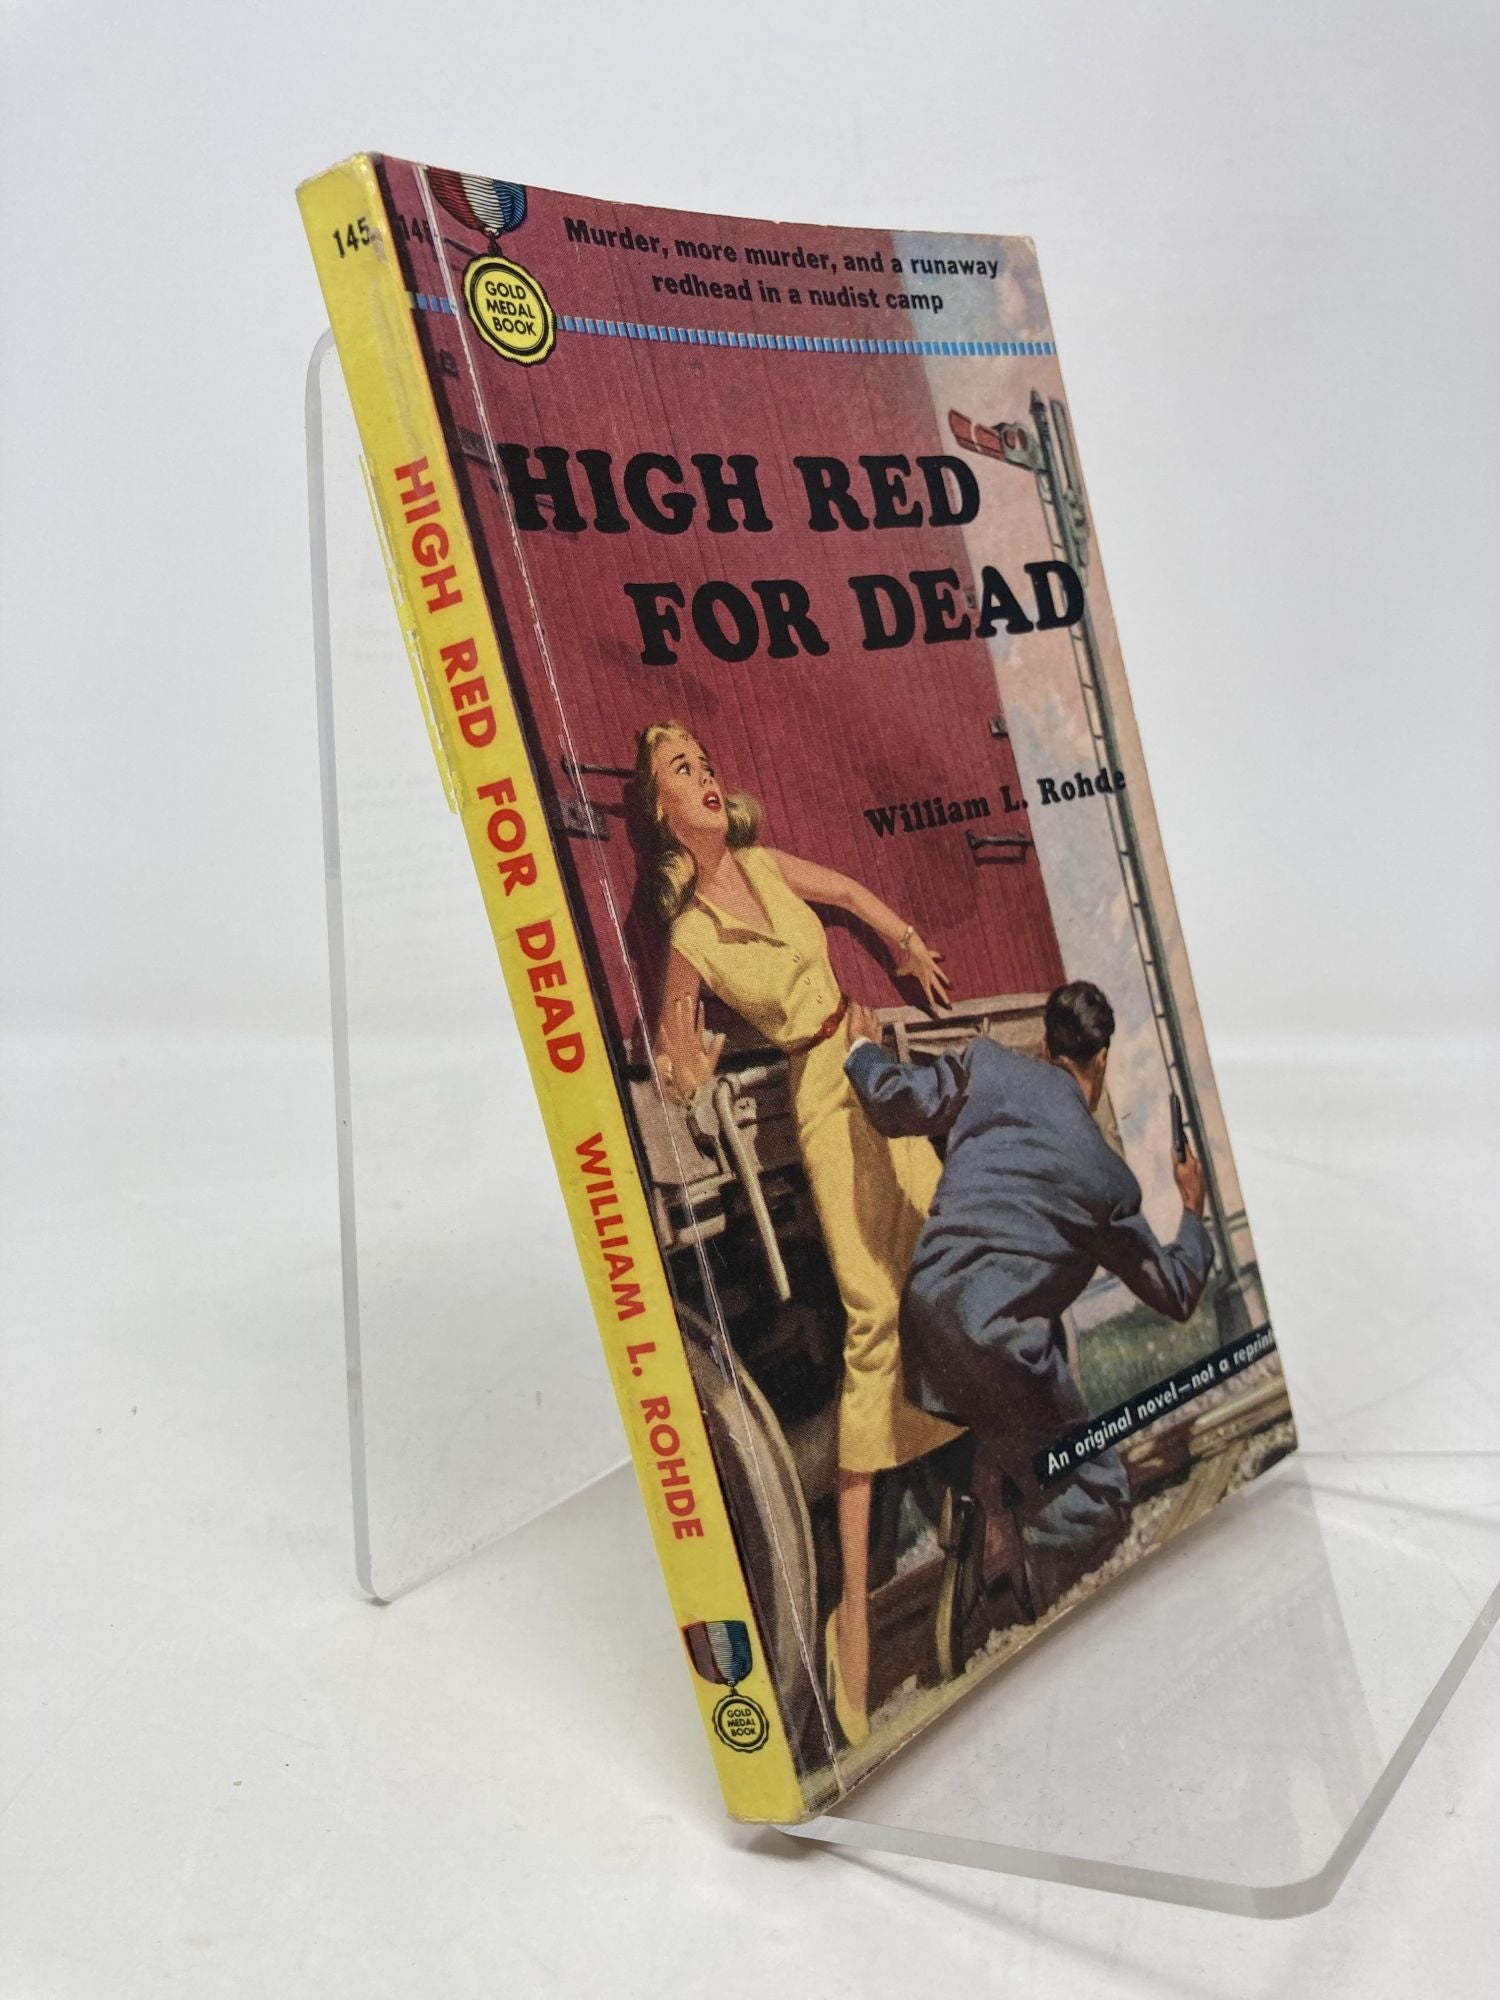 145
HIGH RED FOR DEAD WILLIAM L. ROHDE
GOLD
MEDAL
BOOK
145
GOLD
MEDAL
BOOK
Murder, more murder, and a runaway
redhead in a nudist camp
HIGH RED
FOR DEAD
William L. Rohde
An original novel—not a reprint